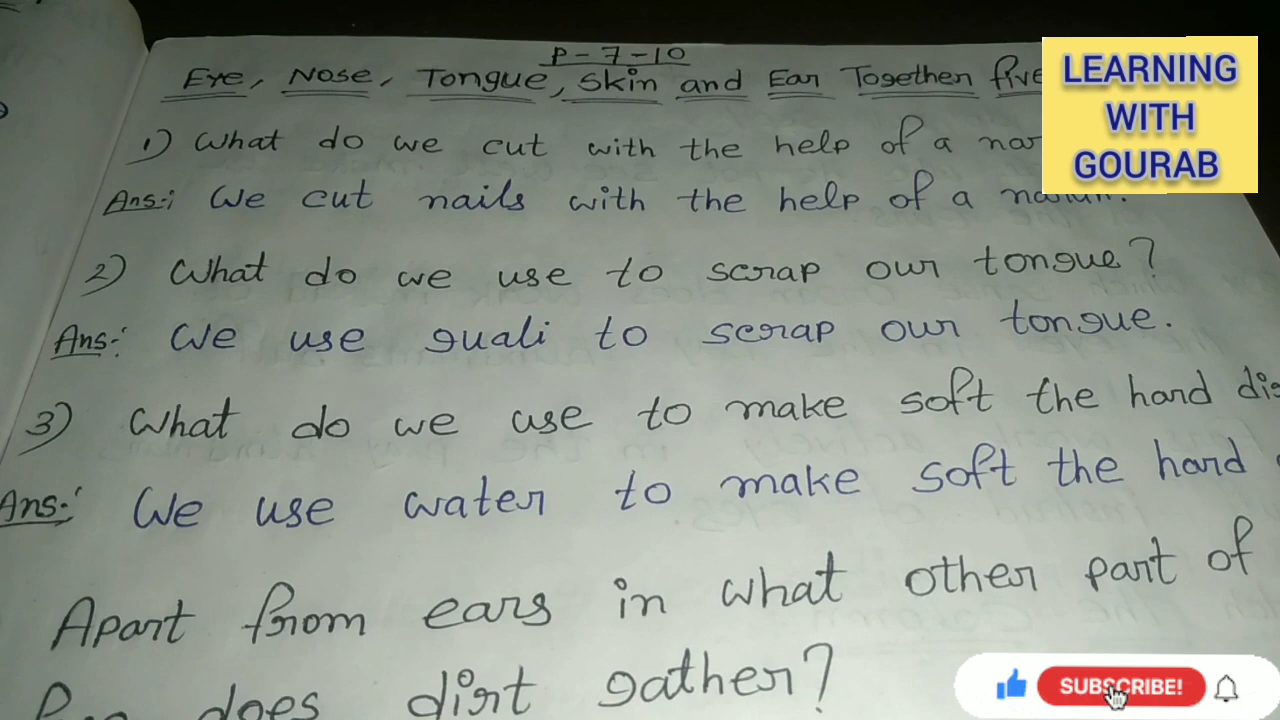 P-7-10
Eye, Nose, Tongue, Skin and Ear Together five
1) What do we cut with the help of a
Ans:; We cut nails with the help of a
2) What do we use to scrap our tongue?
Ans:- We use guali to scrap our tongue.
3) What do we use to make soft the hard
Ans:- We use water to make soft the hard
Apart from ears in what other part of
does dirt gather?
LEARNING
WITH
GOURAB
SUBSCRIBE!